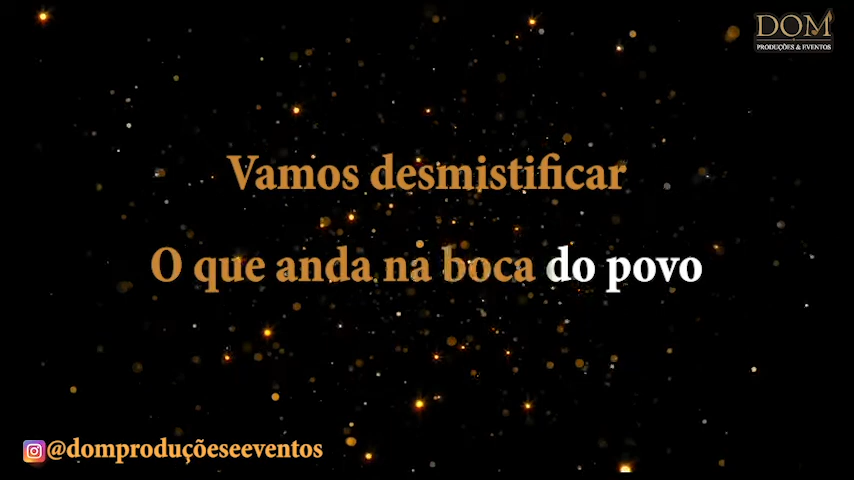 DOM
PRODUÇÕES & EVENTOS
Vamos desmistificar
O que anda na boca do povo
@domproduçõeseeventos